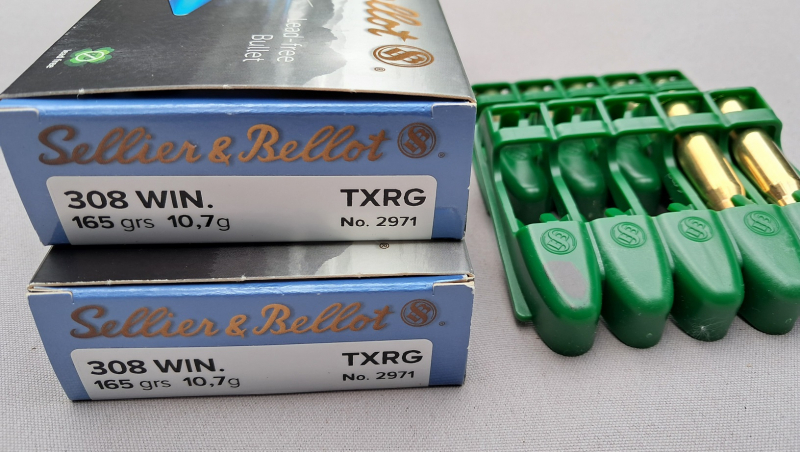 llot
Lead-free
Bullet
Sellier & Bellot
308 WIN.
165 grs 10,7g
TXRG
No. 2971
Sellier & Bellot
308 WIN.
165 grs 10,7g
TXRG
No. 2971